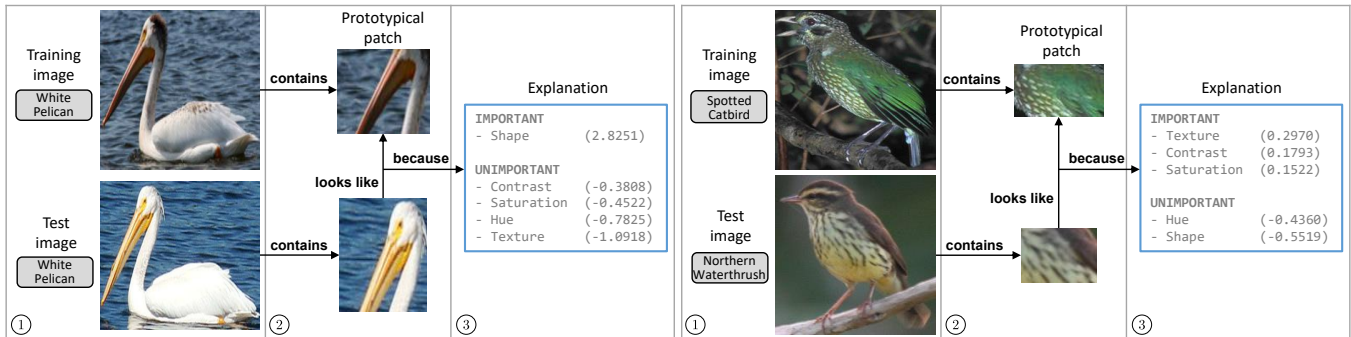 Training
image
White
Pelican
Test
image
White
Pelican
①
contains
contains
②
Prototypical
patch
looks like
because
Explanation
IMPORTANT
- Shape (2.8251)
UNIMPORTANT
- Contrast (-0.3808)
- Saturation (-0.4522)
- Hue (-0.7825)
- Texture (-1.0918)
③
Training
image
Spotted
Catbird
Test
image
Northern
Waterthrush
①
contains
contains
②
Prototypical
patch
looks like
because
Explanation
IMPORTANT
- Texture (0.2970)
- Contrast (0.1793)
- Saturation (0.1522)
UNIMPORTANT
- Hue (-0.4360)
- Shape (-0.5519)
③